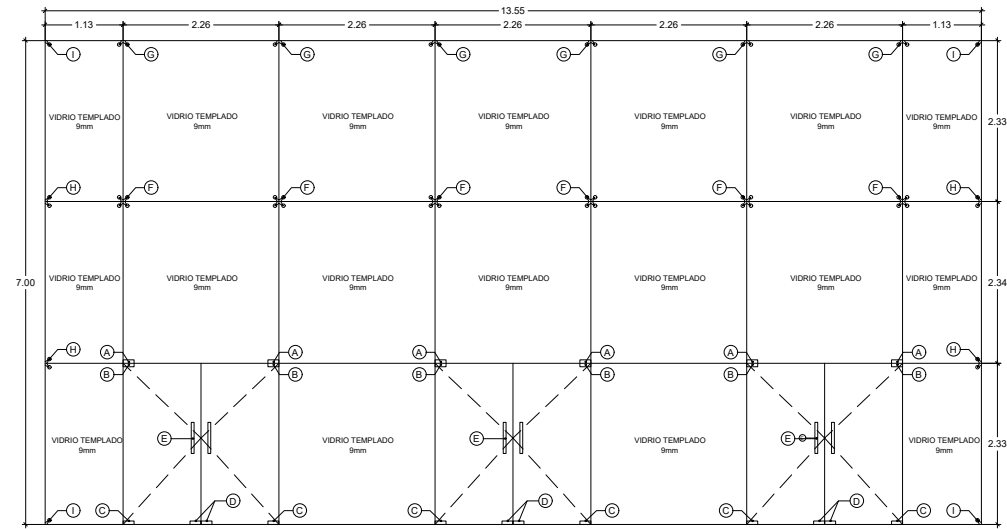 13.55
1.13 2.26 2.26 2.26 2.26 2.26 1.13
I G G G G G G I
VIDRIO TEMPLADO VIDRIO TEMPLADO VIDRIO TEMPLADO VIDRIO TEMPLADO VIDRIO TEMPLADO VIDRIO TEMPLADO VIDRIO TEMPLADO
9mm 9mm 9mm 9mm 9mm 9mm 9mm
2.33
H F F F F F F H
VIDRIO TEMPLADO VIDRIO TEMPLADO VIDRIO TEMPLADO VIDRIO TEMPLADO VIDRIO TEMPLADO VIDRIO TEMPLADO VIDRIO TEMPLADO
7.00 2.34
9mm 9mm 9mm 9mm 9mm 9mm 9mm
H A A A A A A H
B B B B B B
VIDRIO TEMPLADO E VIDRIO TEMPLADO E VIDRIO TEMPLADO E VIDRIO TEMPLADO
9mm 9mm 9mm 9mm
2.33
D D D
I C C C C C C I